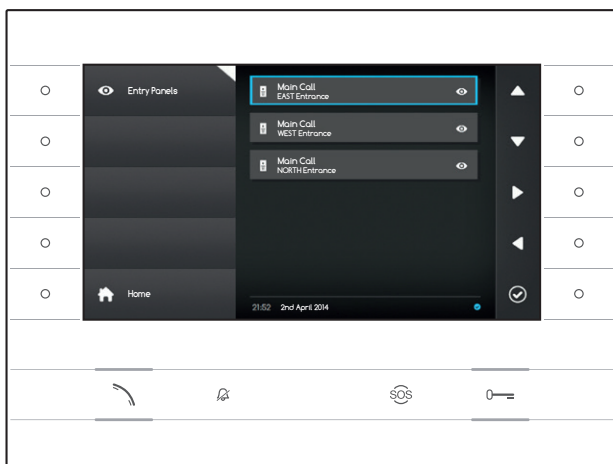 Entry Panels
Main Call
EAST Entrance
Main Call
WEST Entrance
Main Call
NORTH Entrance
Home
21:52 2nd April 2014
SOS